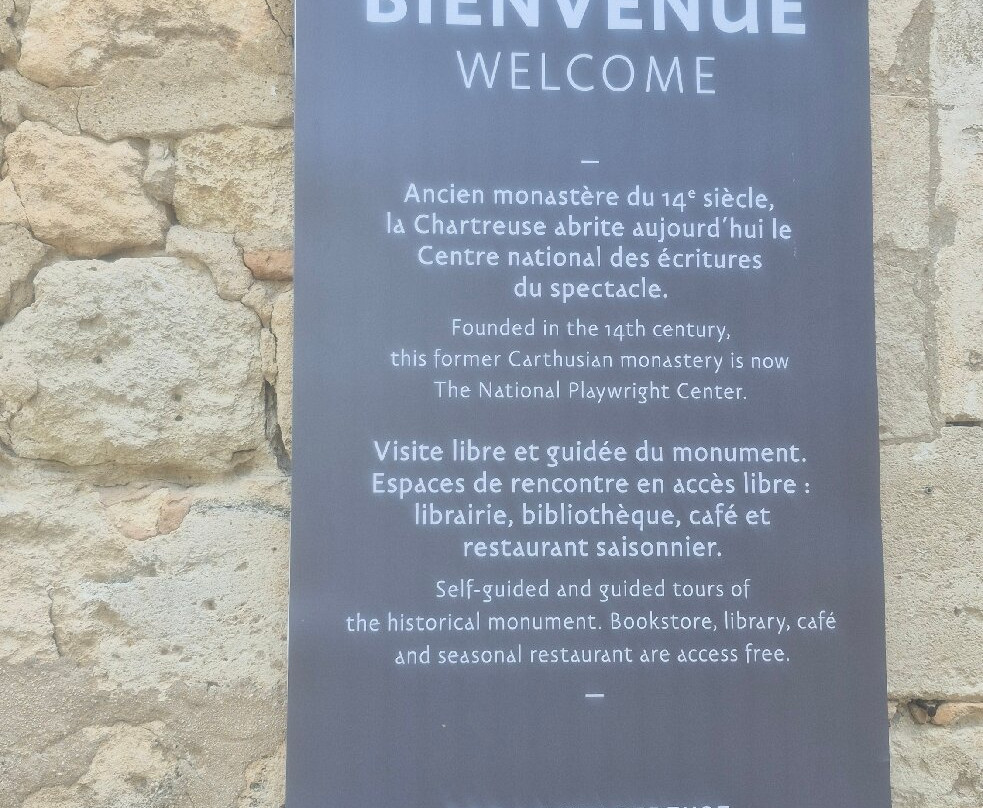 BIENVENUE
WELCOME
Ancien monastère du 14e siècle,
la Chartreuse abrite aujourd'hui le
Centre national des écritures
du spectacle.
Founded in the 14th century,
this former Carthusian monastery is now
The National Playwright Center.
Visite libre et guidée du monument.
Espaces de rencontre en accès libre :
librairie, bibliothèque, café et
restaurant saisonnier.
Self-guided and guided tours of
the historical monument. Bookstore, library, café
and seasonal restaurant are access free.